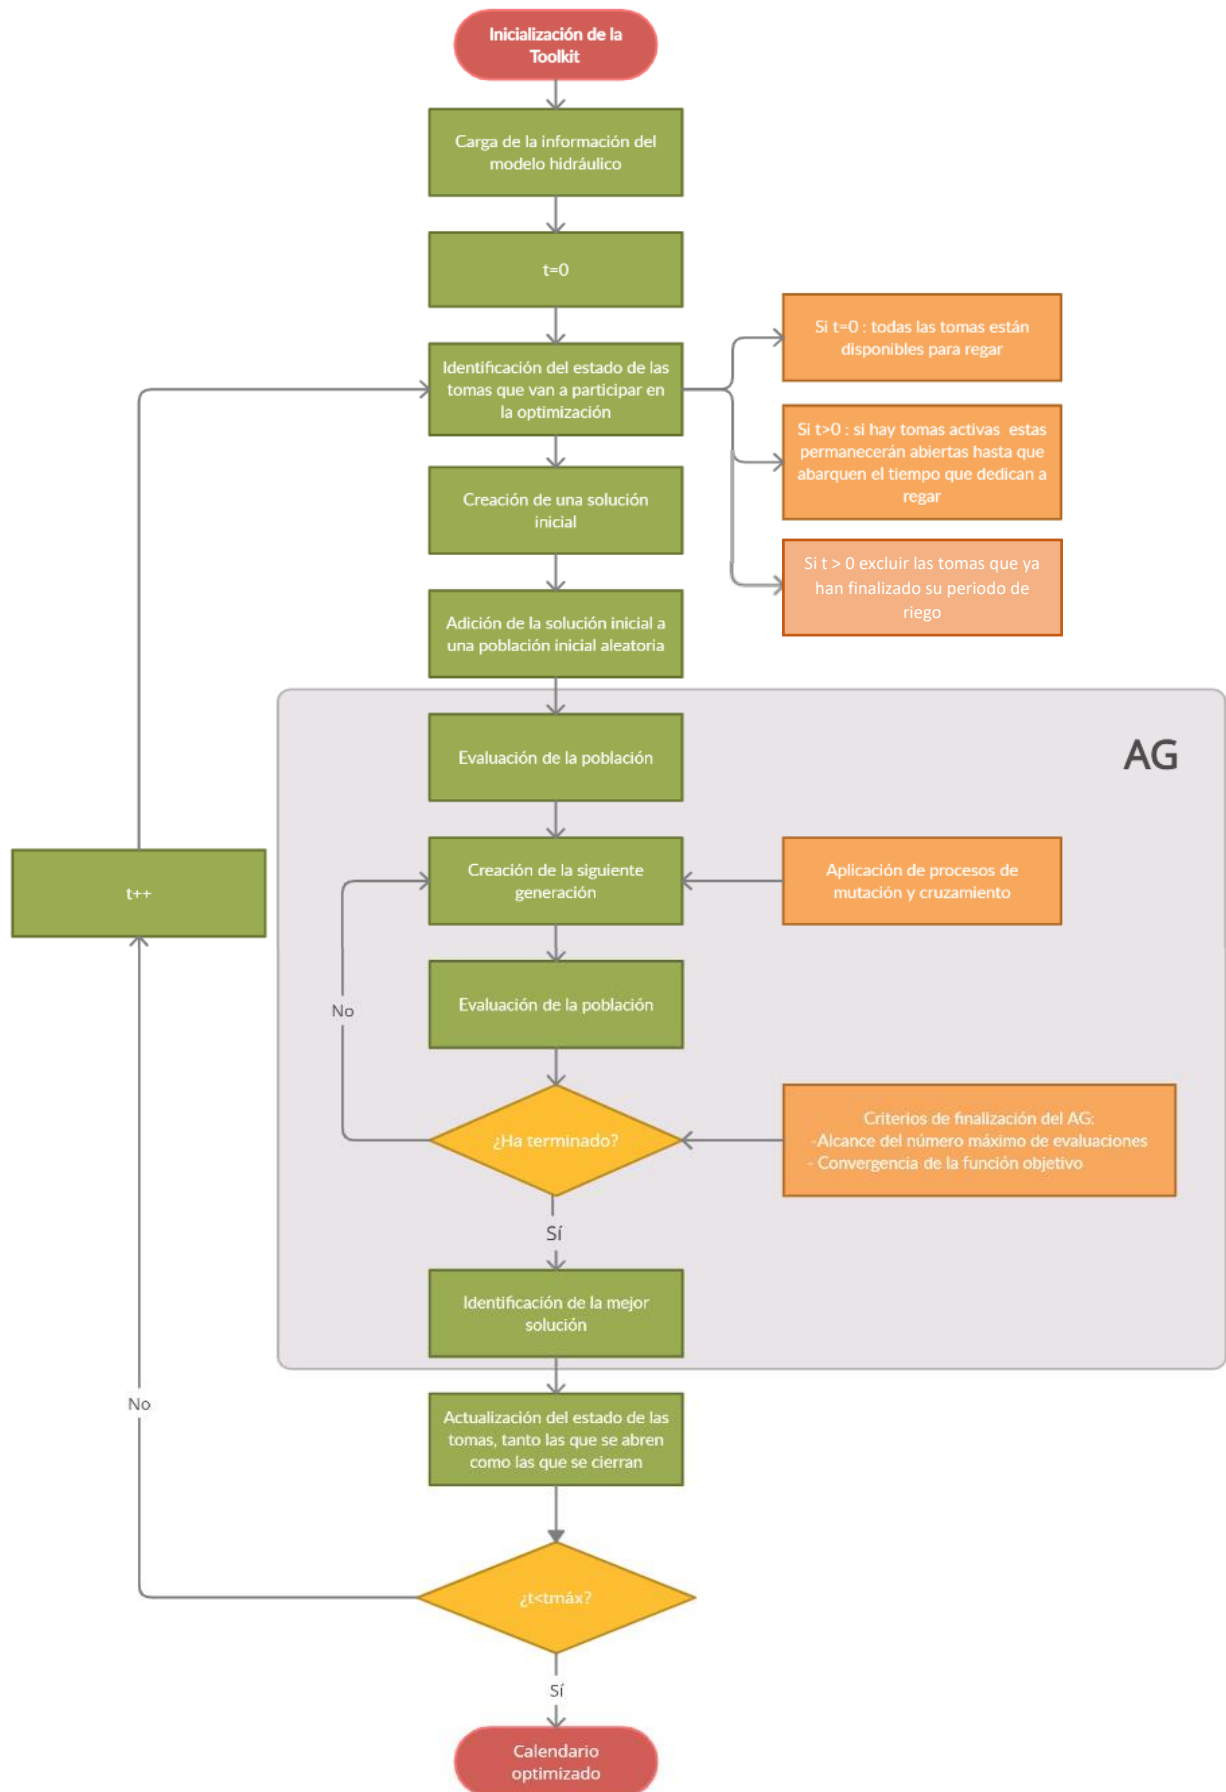 Inicialización de la
Toolkit
Carga de la información del
modelo hidráulico
t=0
Identificación del estado de las
tomas que van a participar en
la optimización
Si t=0 : todas las tomas están
disponibles para regar
Si t>0 : si hay tomas activas estas
permanecerán abiertas hasta que
abarquen el tiempo que dedican a
regar
Si t > 0 excluir las tomas que ya
han finalizado su periodo de
riego
Creación de una solución
inicial
Adición de la solución inicial a
una población inicial aleatoria
AG
Evaluación de la población
Creación de la siguiente
generación
Aplicación de procesos de
mutación y cruzamiento
t++
Evaluación de la población
No
¿Ha terminado?
Criterios de finalización del AG:
-Alcance del número máximo de evaluaciones
- Convergencia de la función objetivo
Sí
Identificación de la mejor
solución
No
Actualización del estado de las
tomas, tanto las que se abren
como las que se cierran
¿t<tmáx?
Sí
Calendario
optimizado